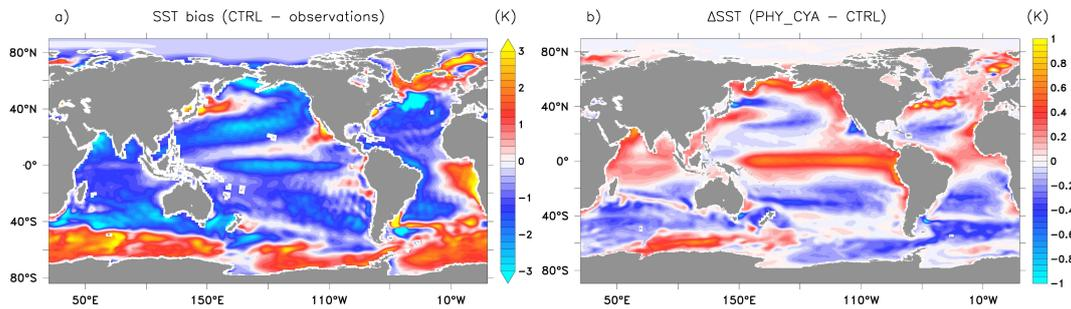 a) SST bias (CTRL – observations) (K)
80°N
40°N
·0°
40°S
80°S
50°E 150°E 110°W 10°W
3
2
1
0
−1
−2
−3
b) ΔSST (PHY_CYA – CTRL) (K)
80°N
40°N
0°
40°S
80°S
50°E 150°E 110°W 10°W
1
0.8
0.6
0.4
0.2
0
−0.2
−0.4
−0.6
−0.8
−1